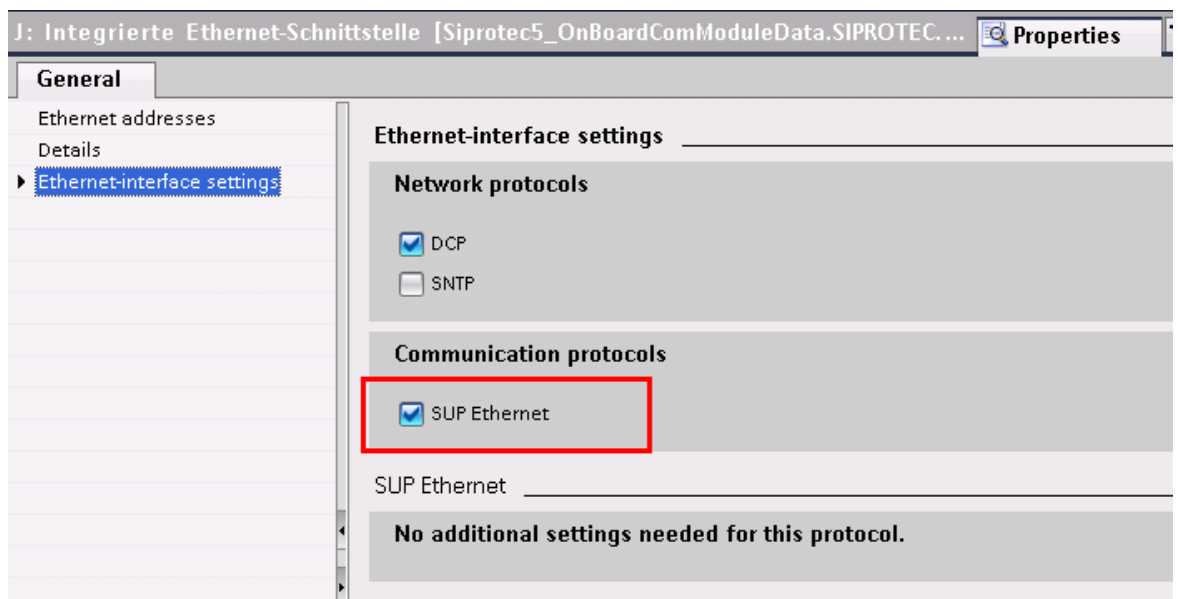 J: Integrierte Ethernet-Schnittstelle [Siprotec5_OnBoardComModuleData.SIPROTEC.... Properties
General
Ethernet addresses
Details
Ethernet-interface settings
Ethernet-interface settings
Network protocols
DCP
SNTP
Communication protocols
SUP Ethernet
SUP Ethernet
No additional settings needed for this protocol.